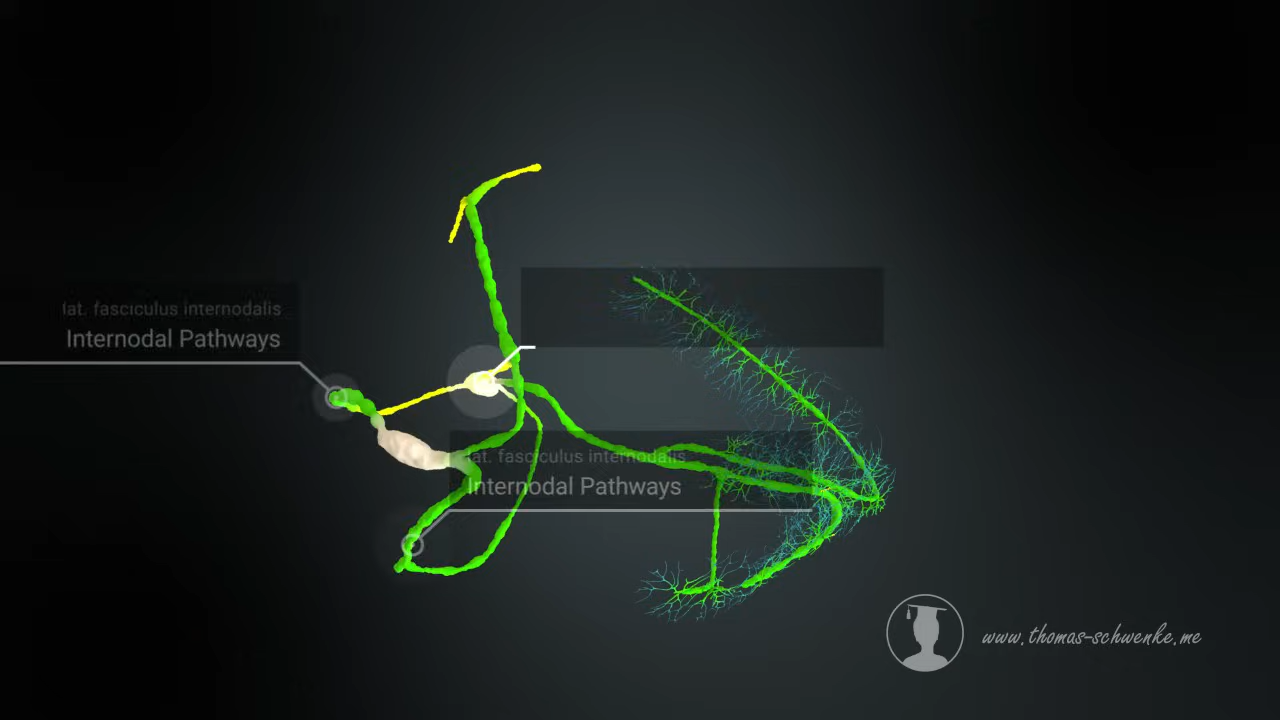 lat. fasciculus internodalis
Internodal Pathways
lat. fasciculus internodalis
Internodal Pathways
www.thomas-schwenke.me